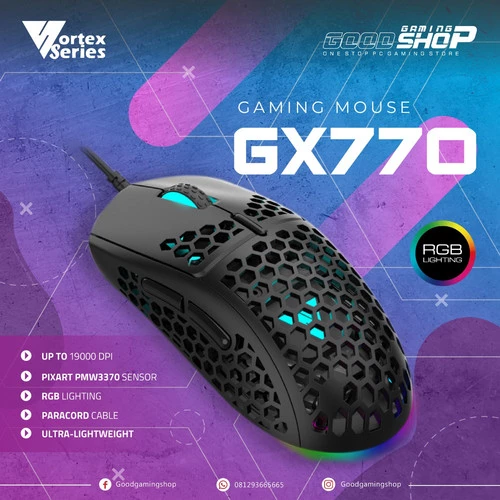 Vortex
Series
GOOD GAMING SHOP
ONE STOP PC GAMING STORE
GAMING MOUSE
GX770
RGB
LIGHTING
UP TO 19000 DPI
PIXART PMW3370 SENSOR
RGB LIGHTING
PARACORD CABLE
ULTRA-LIGHTWEIGHT
Goodgamingshop
081293665665
Goodgamingshop